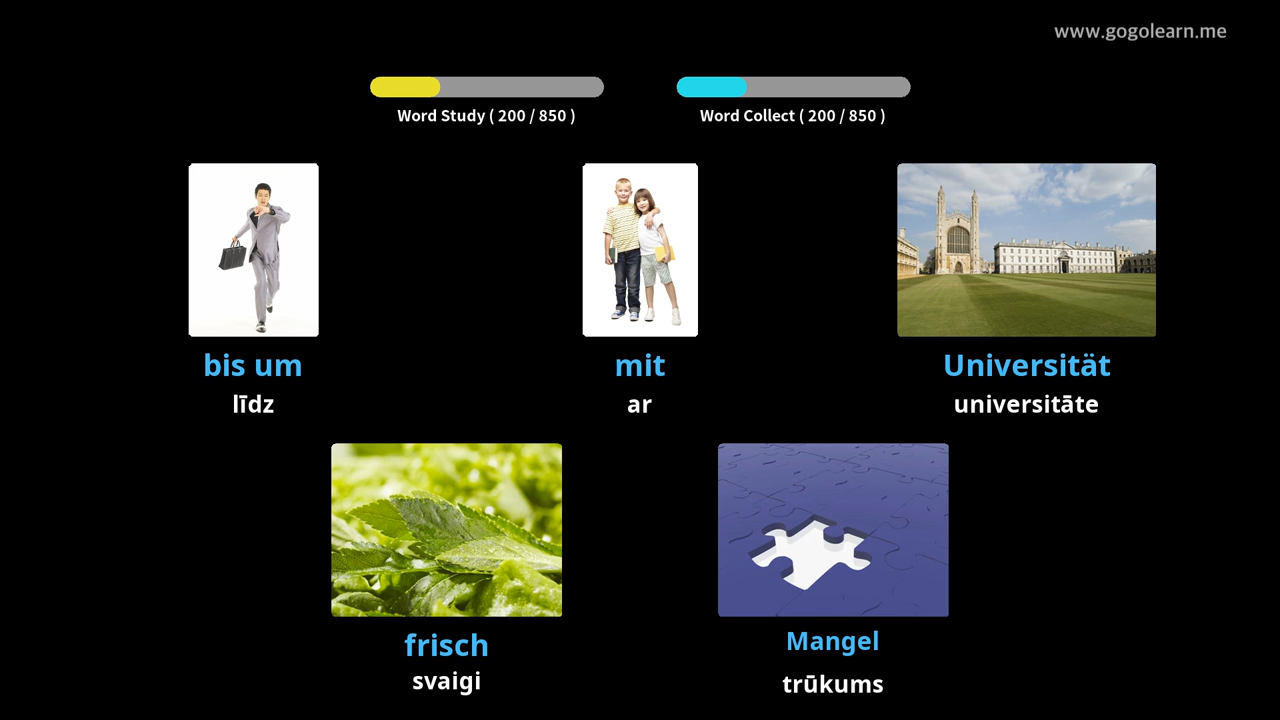 www.gogolearn.me
Word Study ( 200 / 850 )
Word Collect ( 200 / 850 )
bis um
līdz
mit
ar
Universität
universitāte
frisch
svaigi
Mangel
trūkums